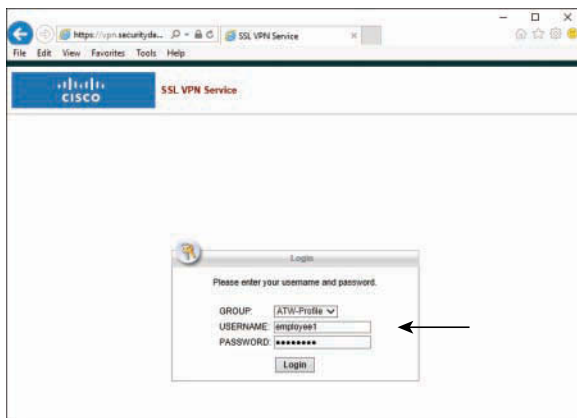 https://vpn.securityde...
SSL VPN Service
File Edit View Favorites Tools Help
CISCO
SSL VPN Service
Login
Please enter your username and password.
GROUP: ATW-Profile
USERNAME: employee1
PASSWORD: ••••••••
Login